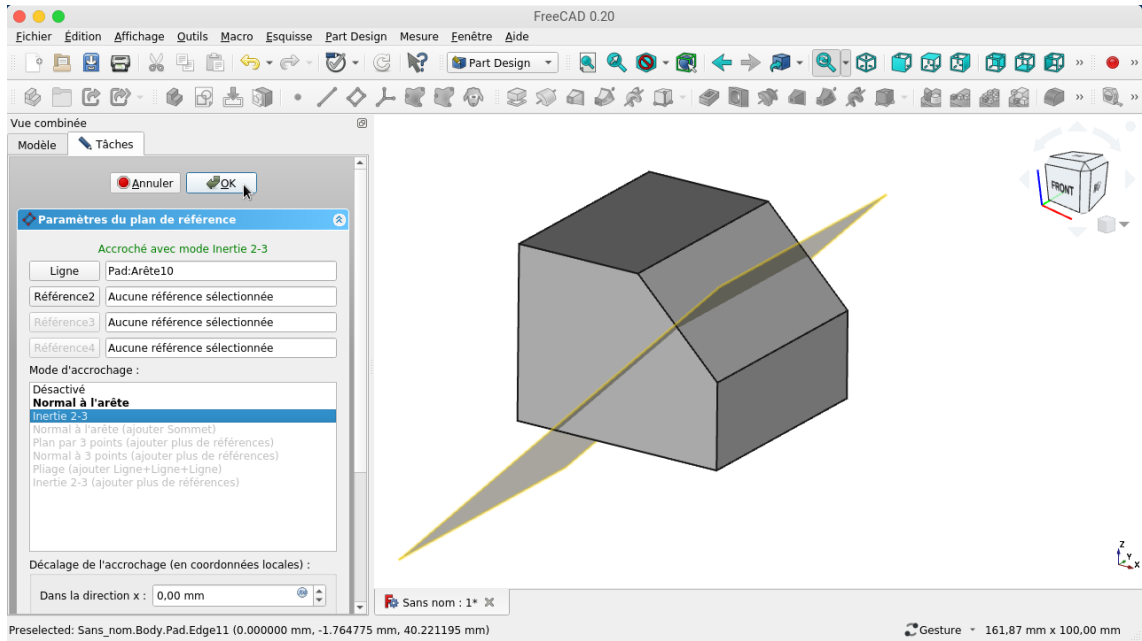 FreeCAD 0.20
Fichier Édition Affichage Outils Macro Esquisse Part Design Mesure Fenêtre Aide
Part Design
Vue combinée
Modèle Tâches
Annuler OK
Paramètres du plan de référence
Accroché avec mode Inertie 2-3
Ligne Pad:Arête10
Référence2 Aucune référence sélectionnée
Référence3 Aucune référence sélectionnée
Référence4 Aucune référence sélectionnée
Mode d'accrochage :
Désactivé
Normal à l'arête
Inertie 2-3
Normal à l'arête (ajouter Sommet)
Plan par 3 points (ajouter plus de références)
Normal à 3 points (ajouter plus de références)
Pliage (ajouter Ligne+Ligne+Ligne)
Inertie 2-3 (ajouter plus de références)
Décalage de l'accrochage (en coordonnées locales) :
Dans la direction x : 0,00 mm
FRONT
Z
Y
X
Sans nom : 1*
Preselected: Sans_nom.Body.Pad.Edge11 (0.000000 mm, -1.764775 mm, 40.221195 mm)
Gesture 161,87 mm x 100,00 mm